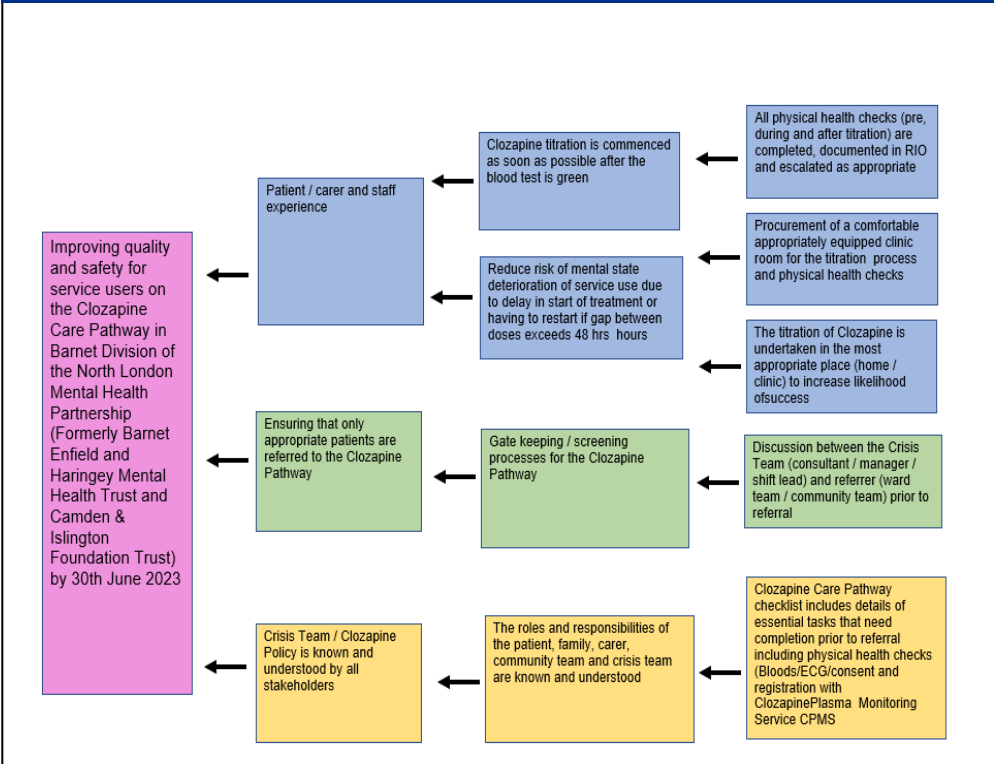 Improving quality
and safety for
service users on
the Clozapine
Care Pathway in
Barnet Division of
the North London
Mental Health
Partnership
(Formerly Barnet
Enfield and
Haringey Mental
Health Trust and
Camden &
Islington
Foundation Trust)
by 30th June 2023
Patient / carer and staff
experience
Clozapine titration is commenced
as soon as possible after the
blood test is green
Reduce risk of mental state
deterioration of service use due
to delay in start of treatment or
having to restart if gap between
doses exceeds 48 hrs hours
All physical health checks (pre,
during and after titration) are
completed, documented in RIO
and escalated as appropriate
Procurement of a comfortable
appropriately equipped clinic
room for the titration process
and physical health checks
The titration of Clozapine is
undertaken in the most
appropriate place (home /
clinic) to increase likelihood
ofsuccess
Ensuring that only
appropriate patients are
referred to the Clozapine
Pathway
Gate keeping / screening
processes for the Clozapine
Pathway
Discussion between the Crisis
Team (consultant / manager /
shift lead) and referrer (ward
team / community team) prior to
referral
Crisis Team / Clozapine
Policy is known and
understood by all
stakeholders
The roles and responsibilities of
the patient, family, carer,
community team and crisis team
are known and understood
Clozapine Care Pathway
checklist includes details of
essential tasks that need
completion prior to referral
including physical health checks
(Bloods/ECG/consent and
registration with
ClozapinePlasma Monitoring
Service CPMS